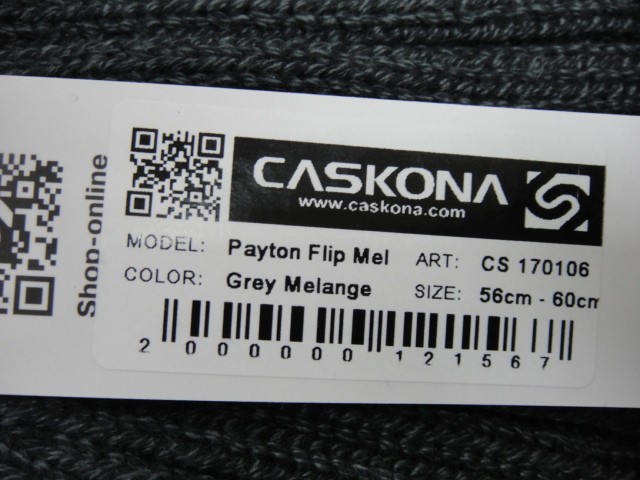 Shop-online
CASKONA
www.caskona.com
MODEL: Payton Flip Mel ART: CS 170106
COLOR: Grey Melange SIZE: 56cm - 60cm
2 000000 121567